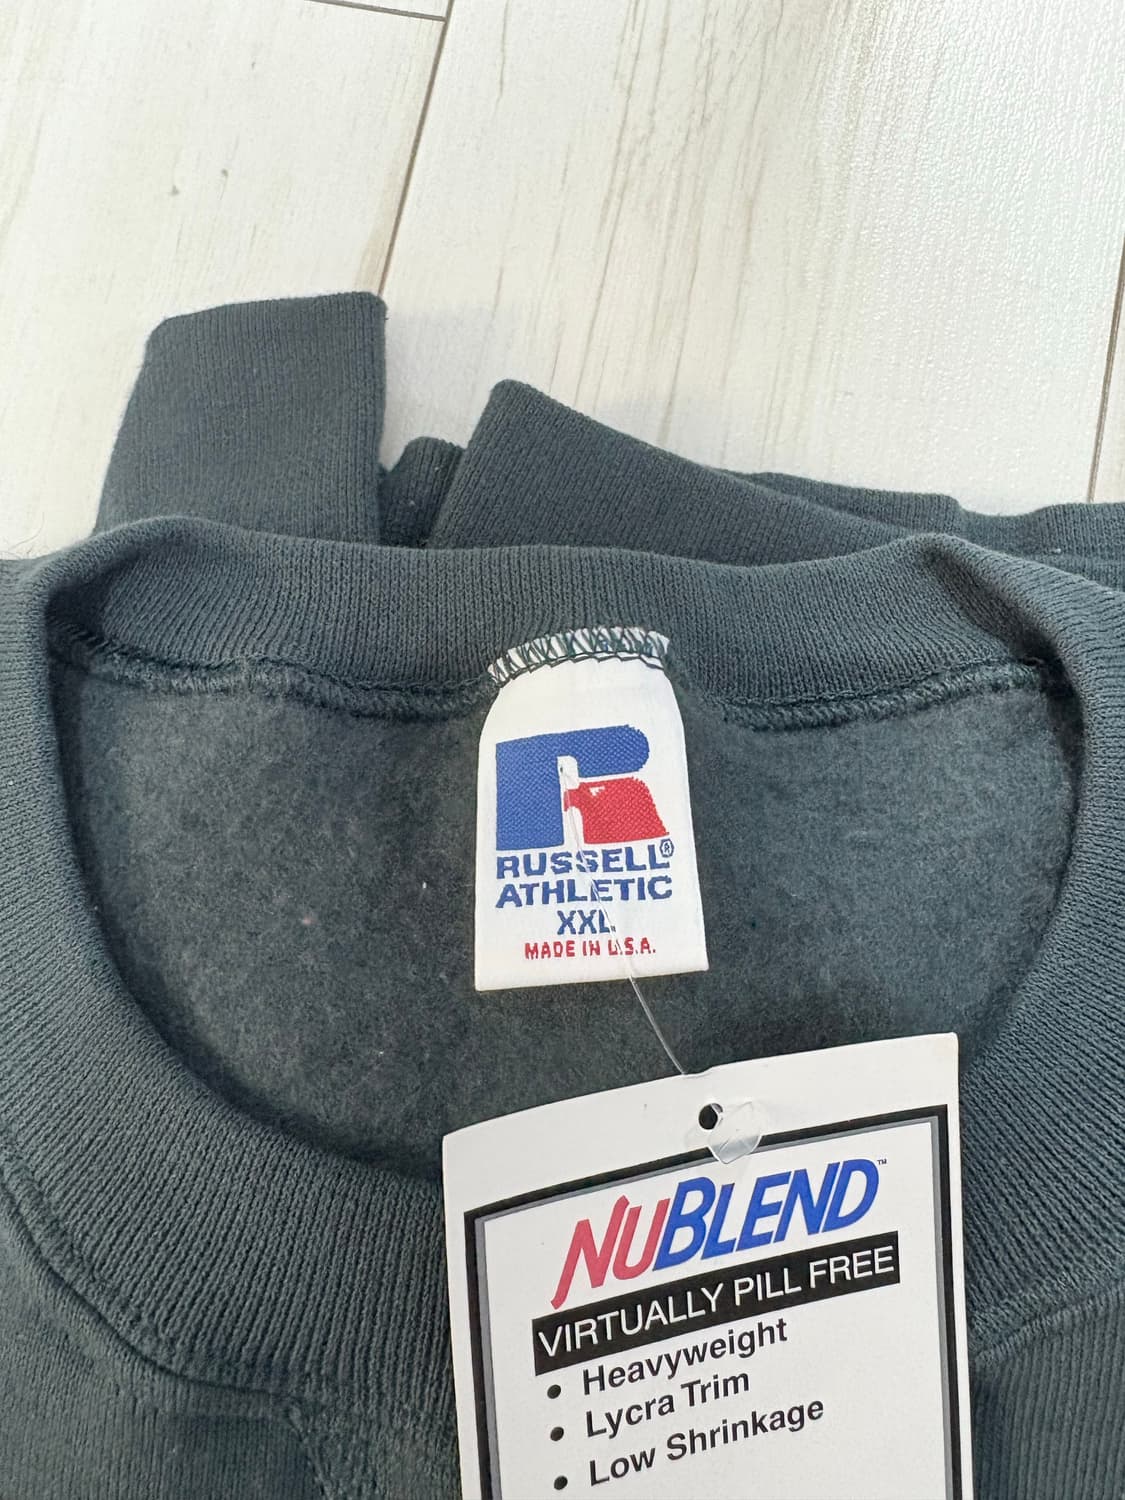 RUSSELL®
ATHLETIC
XXL
MADE IN U.S.A.
NUBLEND™
VIRTUALLY PILL FREE
• Heavyweight
• Lycra Trim
• Low Shrinkage